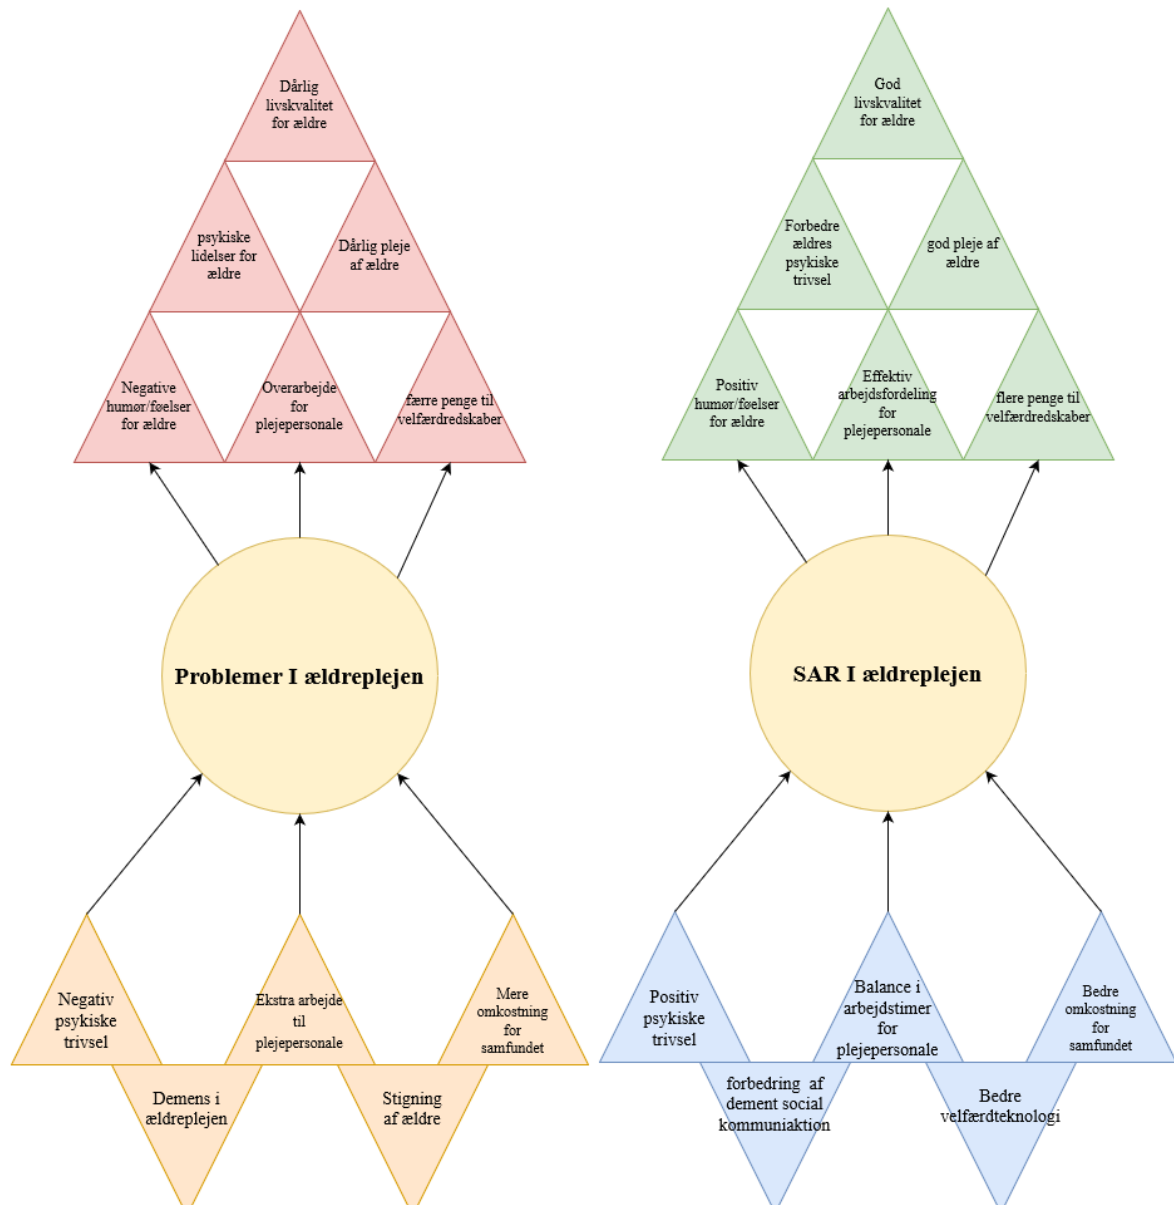 Dårlig
livskvalitet
for ældre
psykiske
lidelser for
ældre
Dårlig pleje
af ældre
Negative
humør/føelser
for ældre
Overarbejde
for
plejepersonale
færre penge til
velfærdredskaber
Problemer I ældreplejen
Negativ
psykiske
trivsel
Ekstra arbejde
til
plejepersonale
Mere
omkostning
for
samfundet
Demens i
ældreplejen
Stigning
af ældre
God
livskvalitet
for ældre
Forbedre
ældres
psykiske
trivsel
god pleje af
ældre
Positiv
humør/føelser
for ældre
Effektiv
arbejdsfordeling
for
plejepersonale
flere penge til
velfærdredskaber
SAR I ældreplejen
Positiv
psykiske
trivsel
Balance i
arbejdstimer
for
plejepersonale
Bedre
omkostning
for
samfundet
forbedring af
dement social
kommuniaktion
Bedre
velfærdteknologi